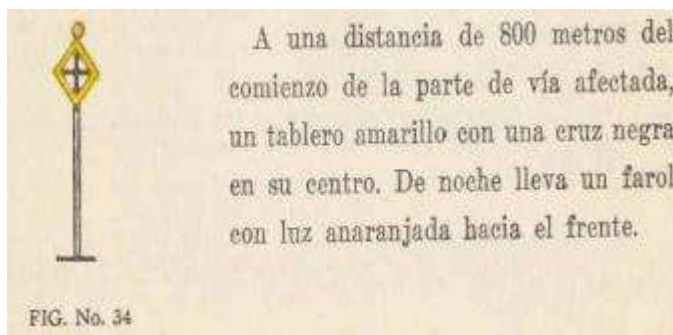 A una distancia de 800 metros del
comienzo de la parte de vía afectada,
un tablero amarillo con una cruz negra
en su centro. De noche lleva un farol
con luz anaranjada hacia el frente.
FIG. No. 34